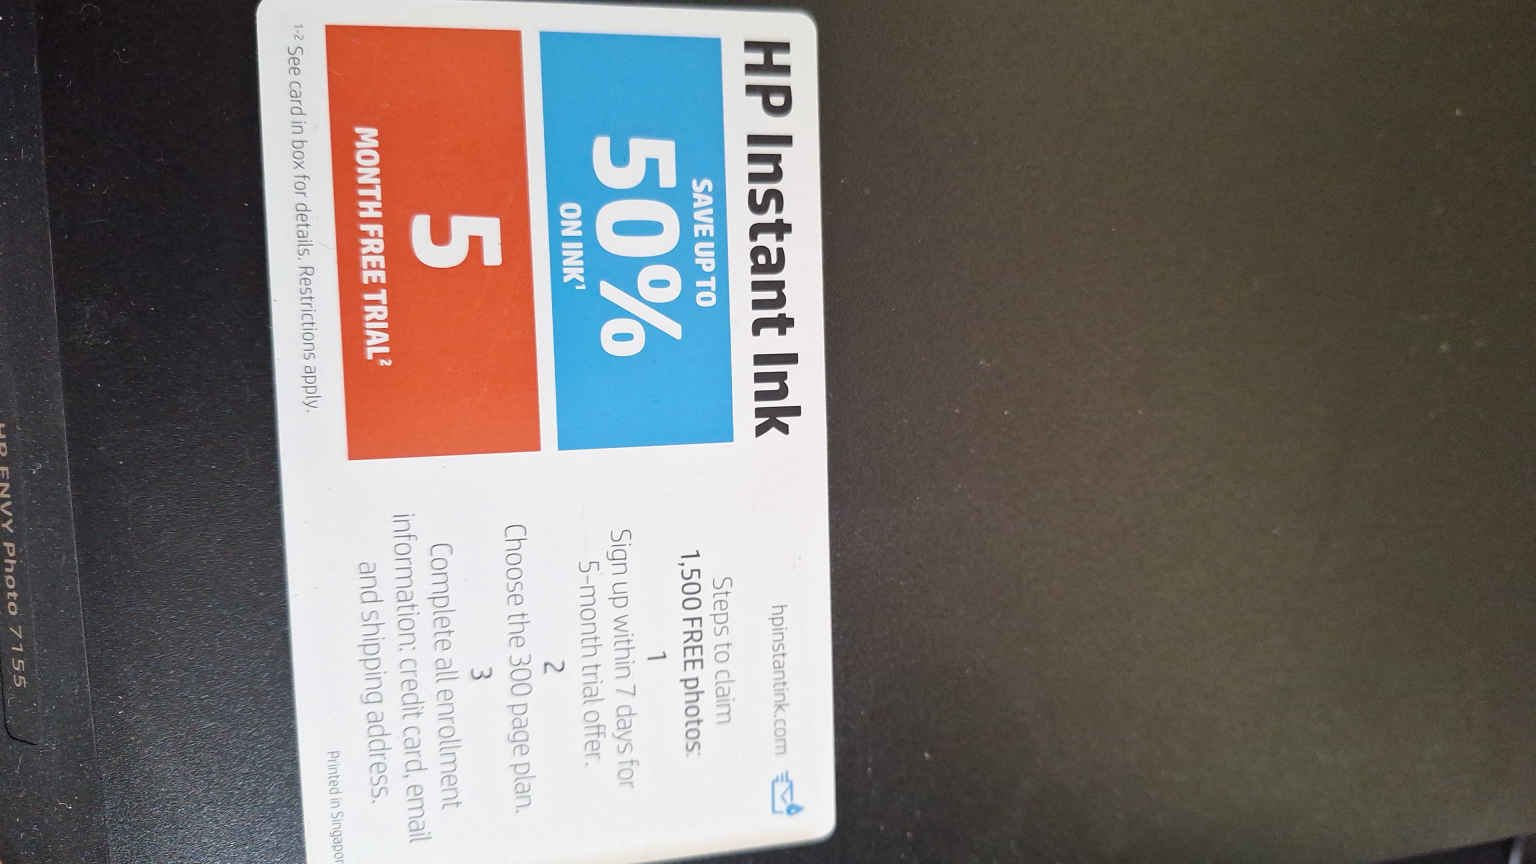 HP Instant Ink
SAVE UP TO
50%
ON INK¹
5
MONTH FREE TRIAL²
¹·² See card in box for details. Restrictions apply.
hpinstantink.com
Steps to claim
1,500 FREE photos:
1
Sign up within 7 days for
5-month trial offer.
2
Choose the 300 page plan.
3
Complete all enrollment
information: credit card, email
and shipping address.
Printed in Singapor
HP ENVY Photo 7155